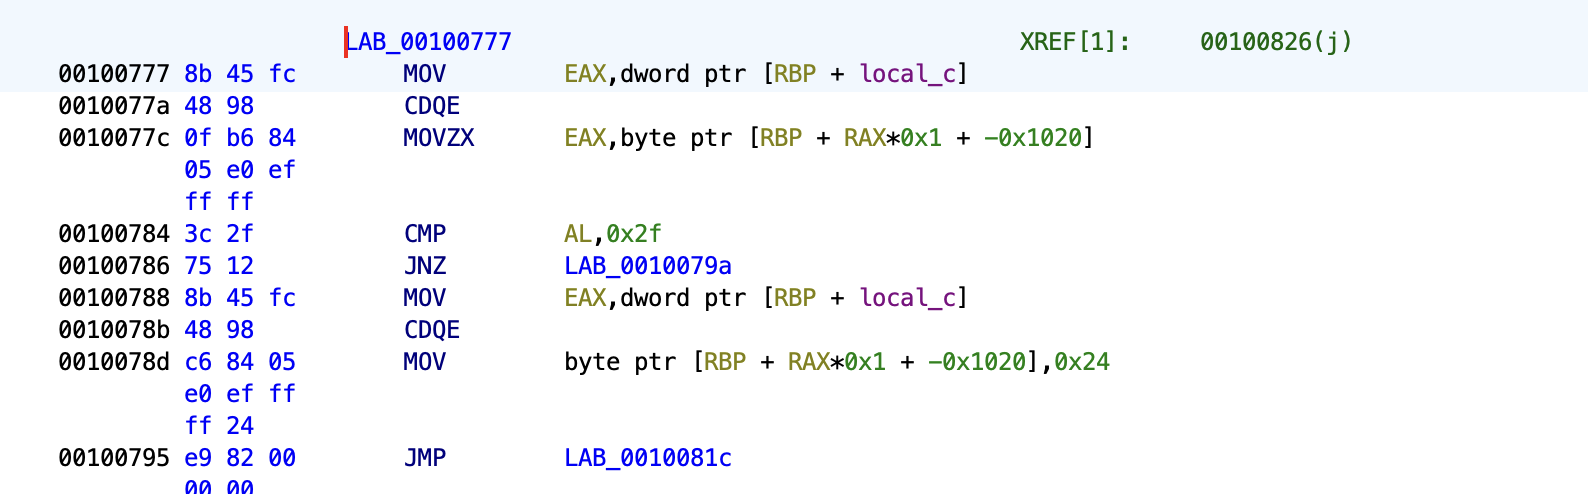 LAB_00100777 XREF[1]: 00100826(j)
00100777 8b 45 fc MOV EAX,dword ptr [RBP + local_c]
0010077a 48 98 CDQE
0010077c 0f b6 84 MOVZX EAX,byte ptr [RBP + RAX*0x1 + -0x1020]
05 e0 ef
ff ff
00100784 3c 2f CMP AL,0x2f
00100786 75 12 JNZ LAB_0010079a
00100788 8b 45 fc MOV EAX,dword ptr [RBP + local_c]
0010078b 48 98 CDQE
0010078d c6 84 05 MOV byte ptr [RBP + RAX*0x1 + -0x1020],0x24
e0 ef ff
ff 24
00100795 e9 82 00 JMP LAB_0010081c
00 00